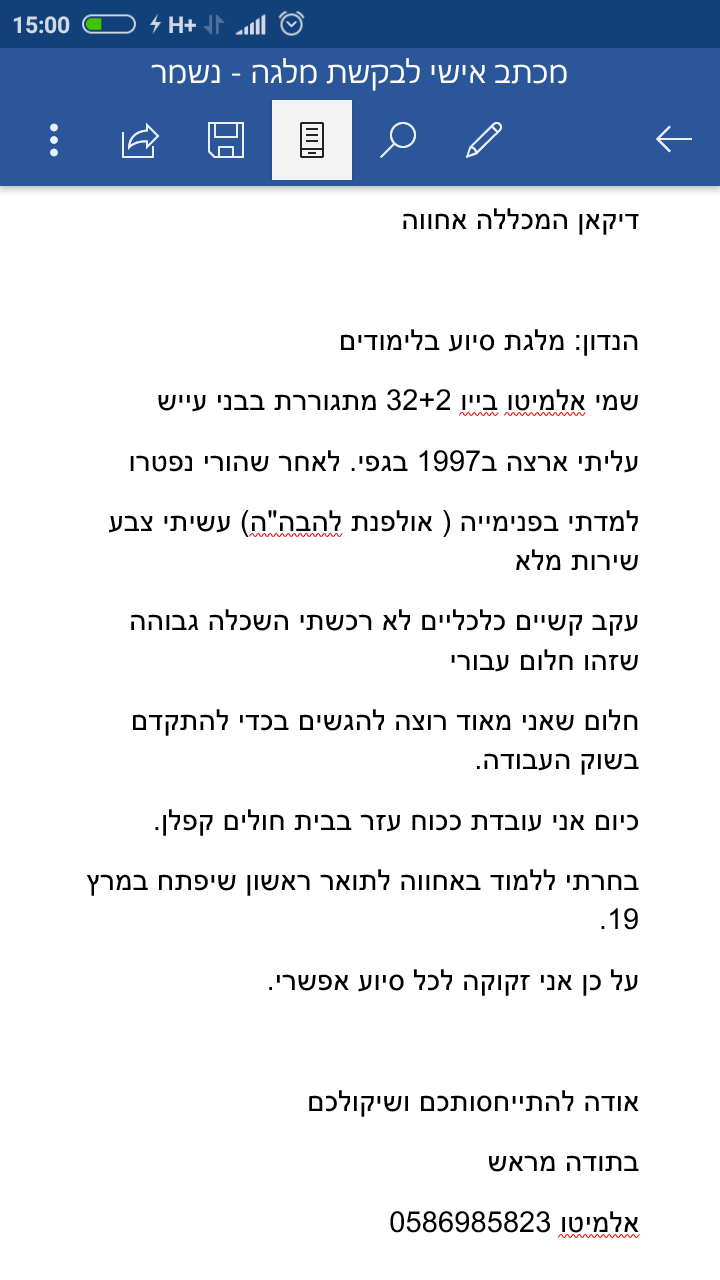 15:00 H+
מכתב אישי לבקשת מלגה - נשמר
דיקאן המכללה אחווה
הנדון: מלגת סיוע בלימודים
שמי אלמיטו בייו 32+2 מתגוררת בבני עייש
עליתי ארצה ב1997 בגפי. לאחר שהורי נפטרו
למדתי בפנימייה ( אולפנת להבה"ה) עשיתי צבע
שירות מלא
עקב קשיים כלכליים לא רכשתי השכלה גבוהה
שזהו חלום עבורי
חלום שאני מאוד רוצה להגשים בכדי להתקדם
בשוק העבודה.
כיום אני עובדת ככוח עזר בבית חולים קפלן.
בחרתי ללמוד באחווה לתואר ראשון שיפתח במרץ
19.
על כן אני זקוקה לכל סיוע אפשרי.
אודה להתייחסותכם ושיקולכם
בתודה מראש
אלמיטו 0586985823